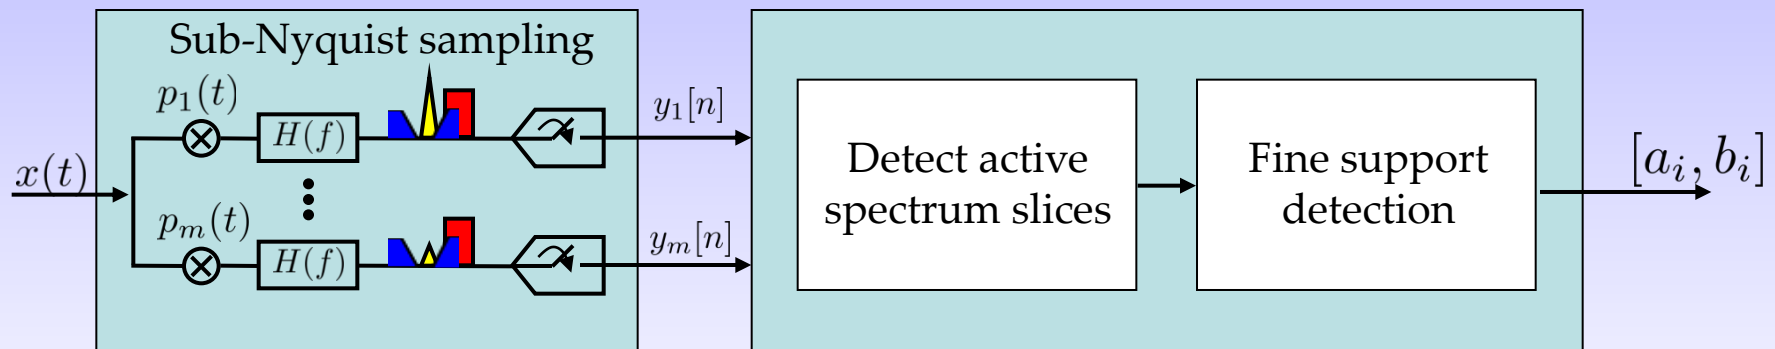 Sub-Nyquist sampling
p₁(t)
H(f)
y₁[n]
x(t)
pₘ(t)
H(f)
yₘ[n]
Detect active
spectrum slices
Fine support
detection
[aᵢ, bᵢ]